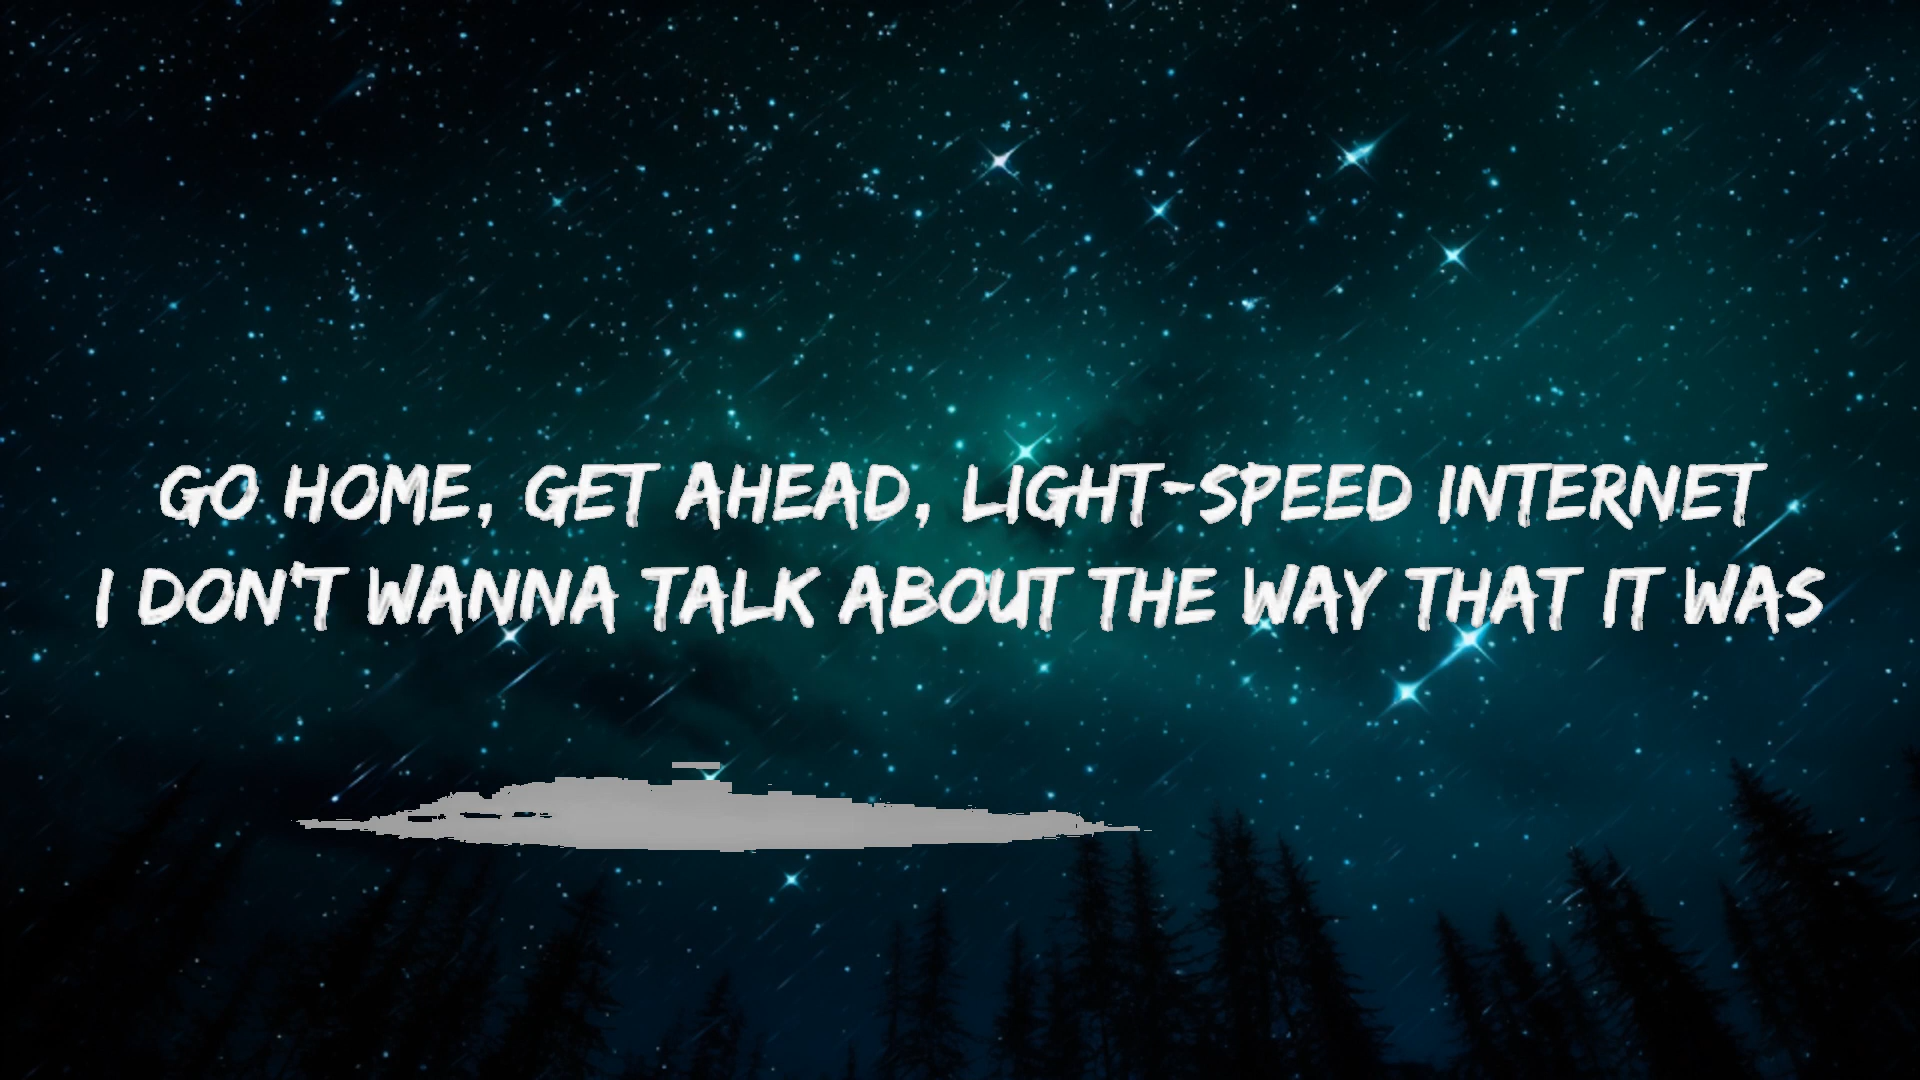 GO HOME, GET AHEAD, LIGHT-SPEED INTERNET
I DON'T WANNA TALK ABOUT THE WAY THAT IT WAS